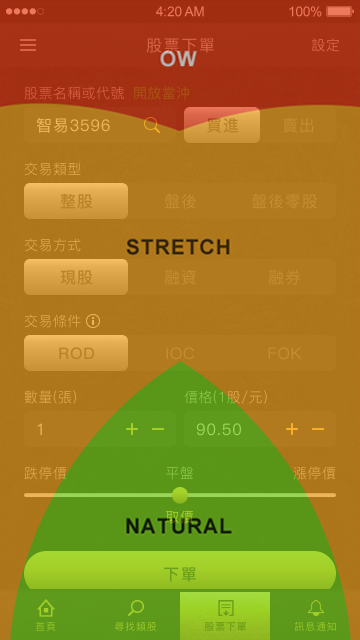 4:20 AM 100%
股票下單 設定
OW
股票名稱或代號 開放當沖
智易3596 買進 賣出
交易類型
整股 盤後 盤後零股
交易方式
STRETCH
現股 融資 融券
交易條件
ROD IOC FOK
數量(張) 價格(1股/元)
1 + − 90.50 + −
跌停價 平盤 漲停價
取價
NATURAL
下單
首頁 尋找類股 股票下單 訊息通知